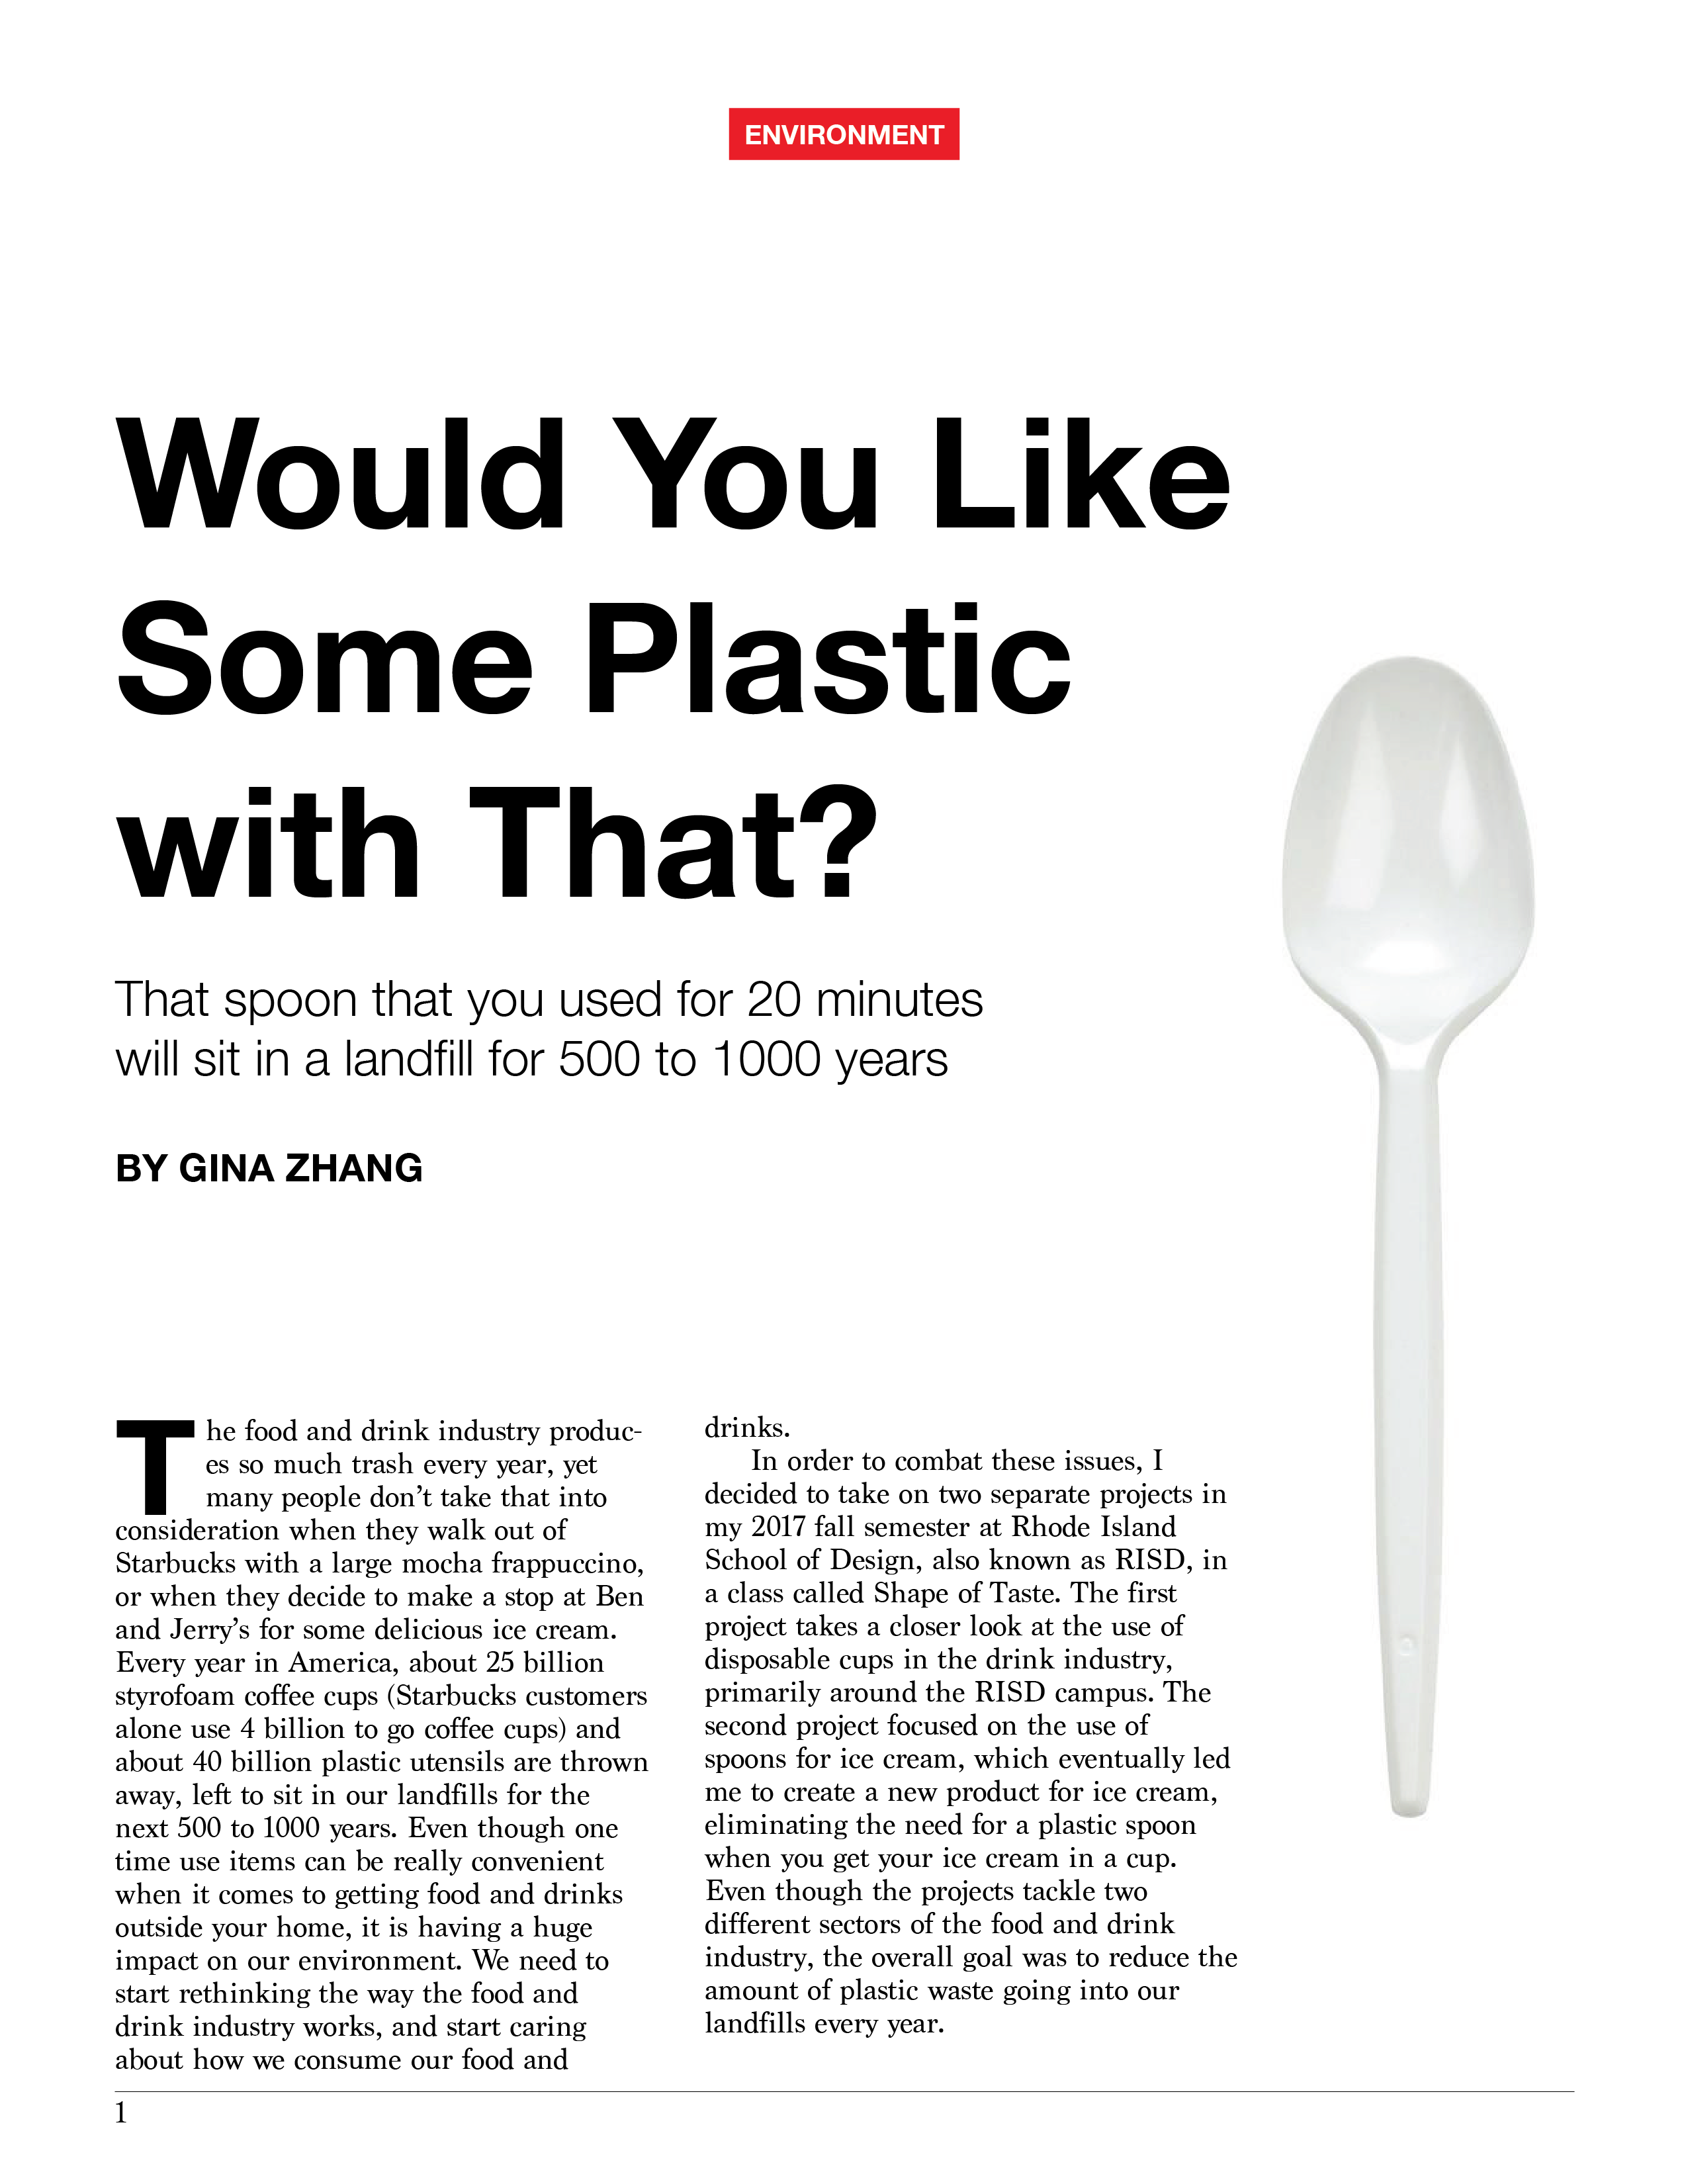 ENVIRONMENT
Would You Like
Some Plastic
with That?
That spoon that you used for 20 minutes
will sit in a landfill for 500 to 1000 years
BY GINA ZHANG
The food and drink industry produc-
es so much trash every year, yet
many people don't take that into
consideration when they walk out of
Starbucks with a large mocha frappuccino,
or when they decide to make a stop at Ben
and Jerry's for some delicious ice cream.
Every year in America, about 25 billion
styrofoam coffee cups (Starbucks customers
alone use 4 billion to go coffee cups) and
about 40 billion plastic utensils are thrown
away, left to sit in our landfills for the
next 500 to 1000 years. Even though one
time use items can be really convenient
when it comes to getting food and drinks
outside your home, it is having a huge
impact on our environment. We need to
start rethinking the way the food and
drink industry works, and start caring
about how we consume our food and
drinks.
In order to combat these issues, I
decided to take on two separate projects in
my 2017 fall semester at Rhode Island
School of Design, also known as RISD, in
a class called Shape of Taste. The first
project takes a closer look at the use of
disposable cups in the drink industry,
primarily around the RISD campus. The
second project focused on the use of
spoons for ice cream, which eventually led
me to create a new product for ice cream,
eliminating the need for a plastic spoon
when you get your ice cream in a cup.
Even though the projects tackle two
different sectors of the food and drink
industry, the overall goal was to reduce the
amount of plastic waste going into our
landfills every year.
1